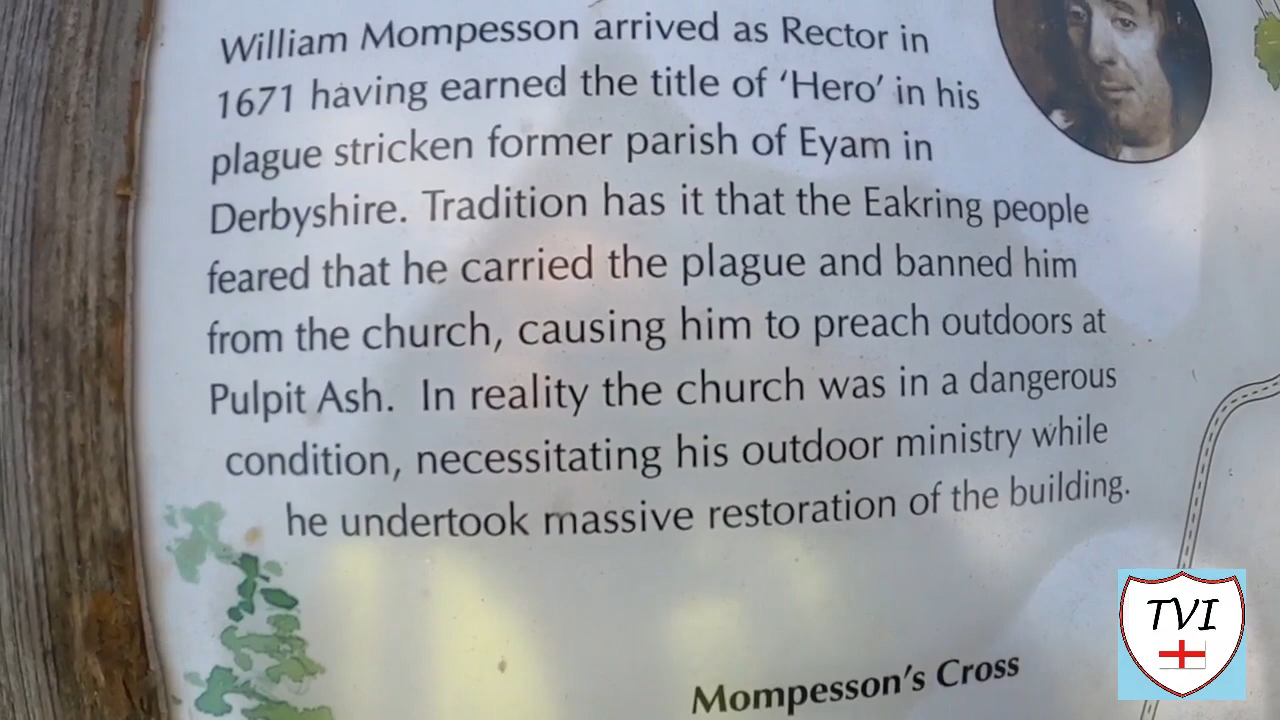 William Mompesson arrived as Rector in
1671 having earned the title of ‘Hero’ in his
plague stricken former parish of Eyam in
Derbyshire. Tradition has it that the Eakring people
feared that he carried the plague and banned him
from the church, causing him to preach outdoors at
Pulpit Ash. In reality the church was in a dangerous
condition, necessitating his outdoor ministry while
he undertook massive restoration of the building.
TVI
Mompesson’s Cross